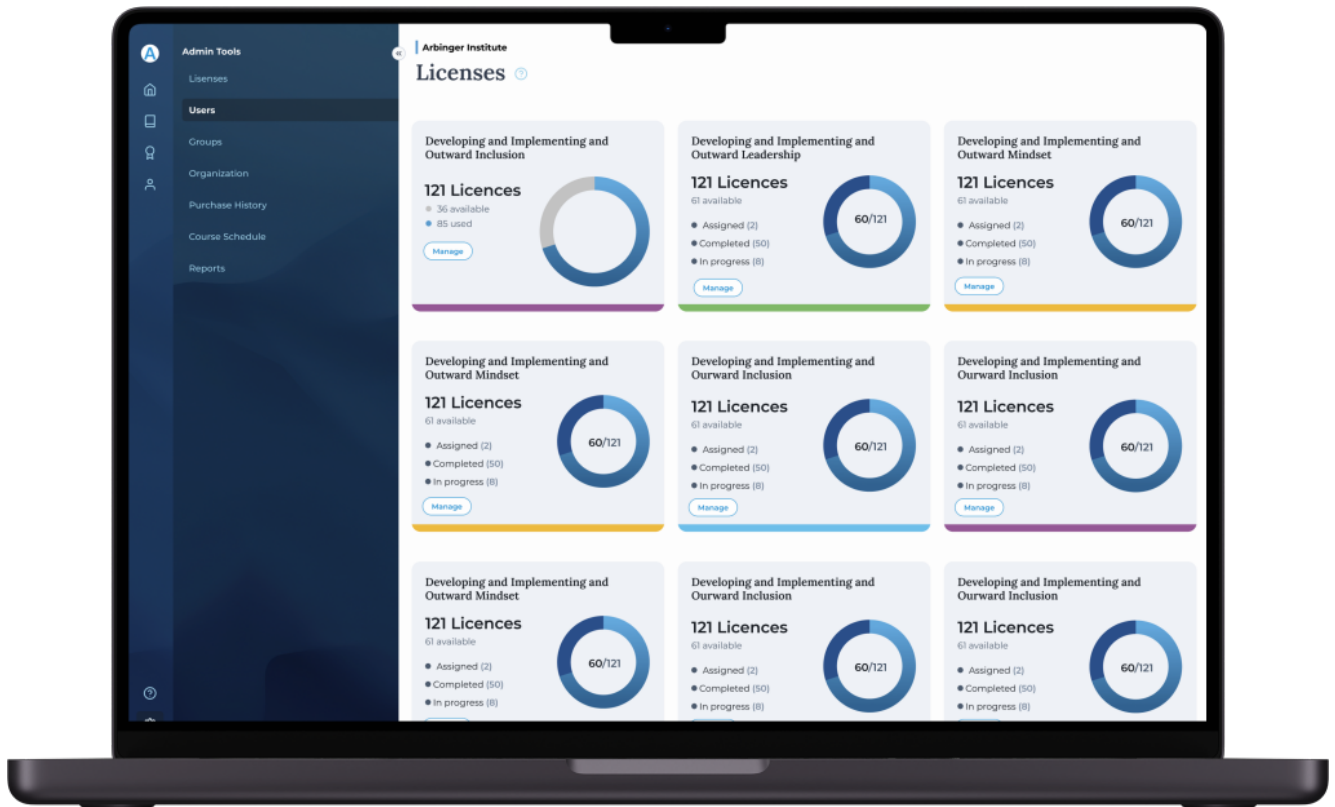 A
Admin Tools
Lisenses
Users
Groups
Organization
Purchase History
Course Schedule
Reports
«
Arbinger Institute
Licenses ?
Developing and Implementing and
Outward Inclusion
121 Licences
36 available
85 used
Manage
Developing and Implementing and
Outward Leadership
121 Licences
61 available
Assigned (2)
Completed (50)
In progress (8)
60/121
Manage
Developing and Implementing and
Outward Mindset
121 Licences
61 available
Assigned (2)
Completed (50)
In progress (8)
60/121
Manage
Developing and Implementing and
Outward Mindset
121 Licences
61 available
Assigned (2)
Completed (50)
In progress (8)
60/121
Manage
Developing and Implementing and
Ourward Inclusion
121 Licences
61 available
Assigned (2)
Completed (50)
In progress (8)
60/121
Manage
Developing and Implementing and
Ourward Inclusion
121 Licences
61 available
Assigned (2)
Completed (50)
In progress (8)
60/121
Manage
Developing and Implementing and
Outward Mindset
121 Licences
61 available
Assigned (2)
Completed (50)
In progress (8)
60/121
Developing and Implementing and
Ourward Inclusion
121 Licences
61 available
Assigned (2)
Completed (50)
In progress (8)
60/121
Developing and Implementing and
Ourward Inclusion
121 Licences
61 available
Assigned (2)
Completed (50)
In progress (8)
60/121
?